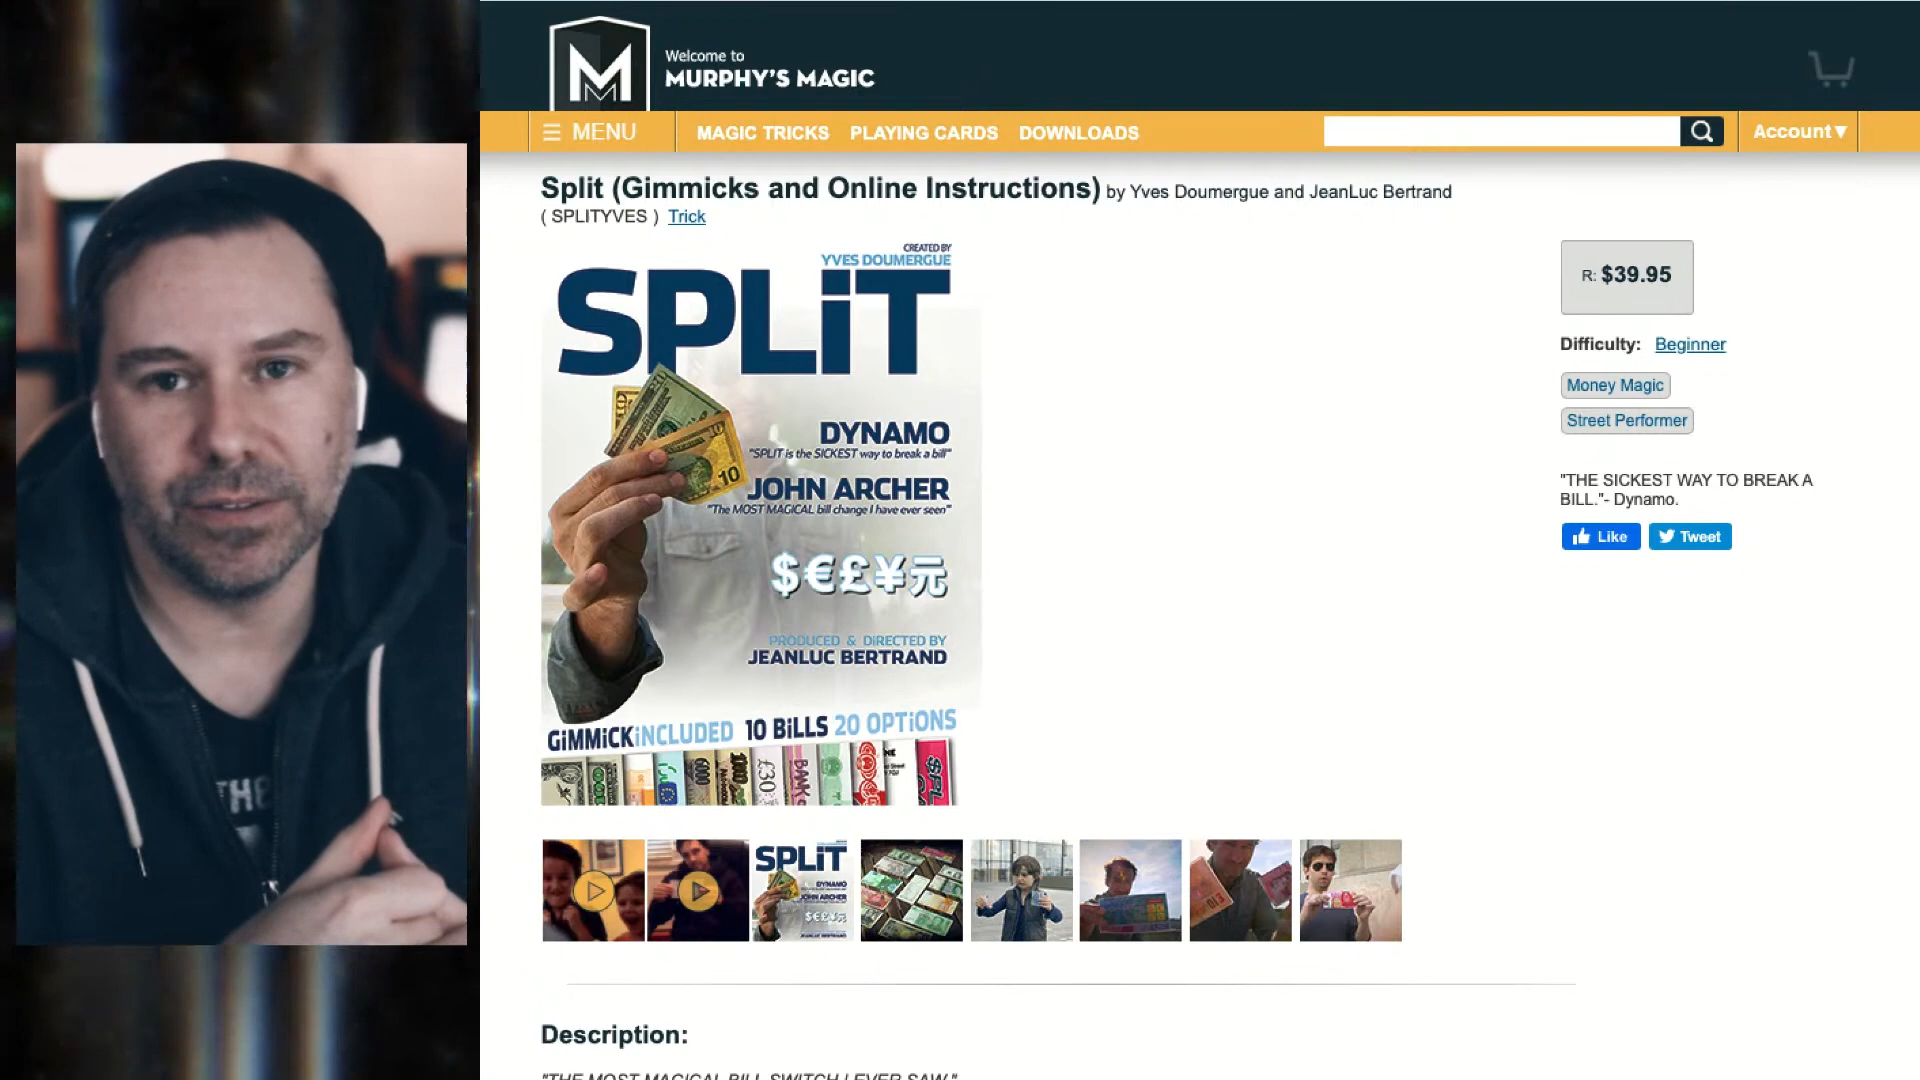 Welcome to
MURPHY'S MAGIC
MENU
MAGIC TRICKS PLAYING CARDS DOWNLOADS
Account▼
Split (Gimmicks and Online Instructions) by Yves Doumergue and JeanLuc Bertrand
( SPLITYVES ) Trick
CREATED BY
YVES DOUMERGUE
SPLiT
DYNAMO
"SPLIT is the SICKEST way to break a bill"
JOHN ARCHER
"The MOST MAGICAL bill change I have ever seen"
$€£¥元
PRODUCED & DIRECTED BY
JEANLUC BERTRAND
GiMMiCKiNCLUDED 10 BiLLS 20 OPTiONS
R: $39.95
Difficulty: Beginner
Money Magic
Street Performer
"THE SICKEST WAY TO BREAK A
BILL."- Dynamo.
Like Tweet
Description:
"THE MOST MAGICAL BILL SWITCH I EVER SAW."